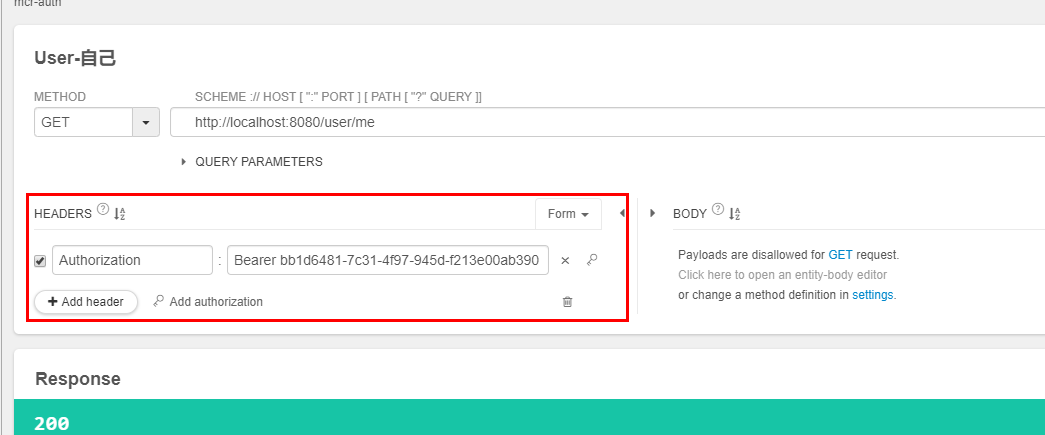 mcr-auth
User-自己
METHOD
SCHEME :// HOST [ ":" PORT ] [ PATH [ "?" QUERY ]]
GET
http://localhost:8080/user/me
QUERY PARAMETERS
HEADERS ? A Z
Form
BODY ? A Z
Authorization : Bearer bb1d6481-7c31-4f97-945d-f213e00ab390
Payloads are disallowed for GET request.
Click here to open an entity-body editor
or change a method definition in settings.
+ Add header
Add authorization
Response
200